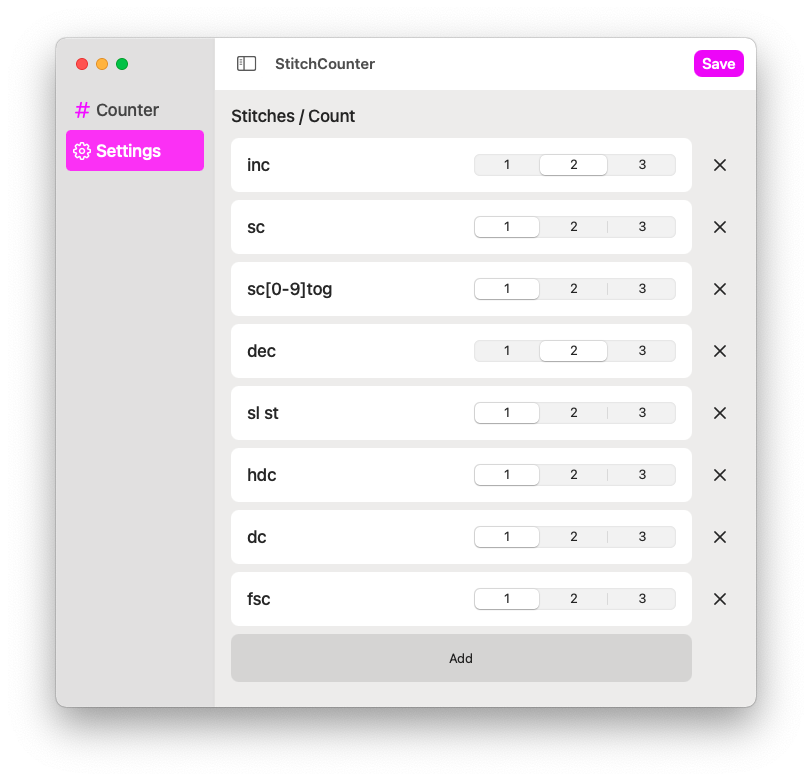 StitchCounter
Save
# Counter
Settings
Stitches / Count
inc 1 2 3
sc 1 2 3
sc[0-9]tog 1 2 3
dec 1 2 3
sl st 1 2 3
hdc 1 2 3
dc 1 2 3
fsc 1 2 3
Add